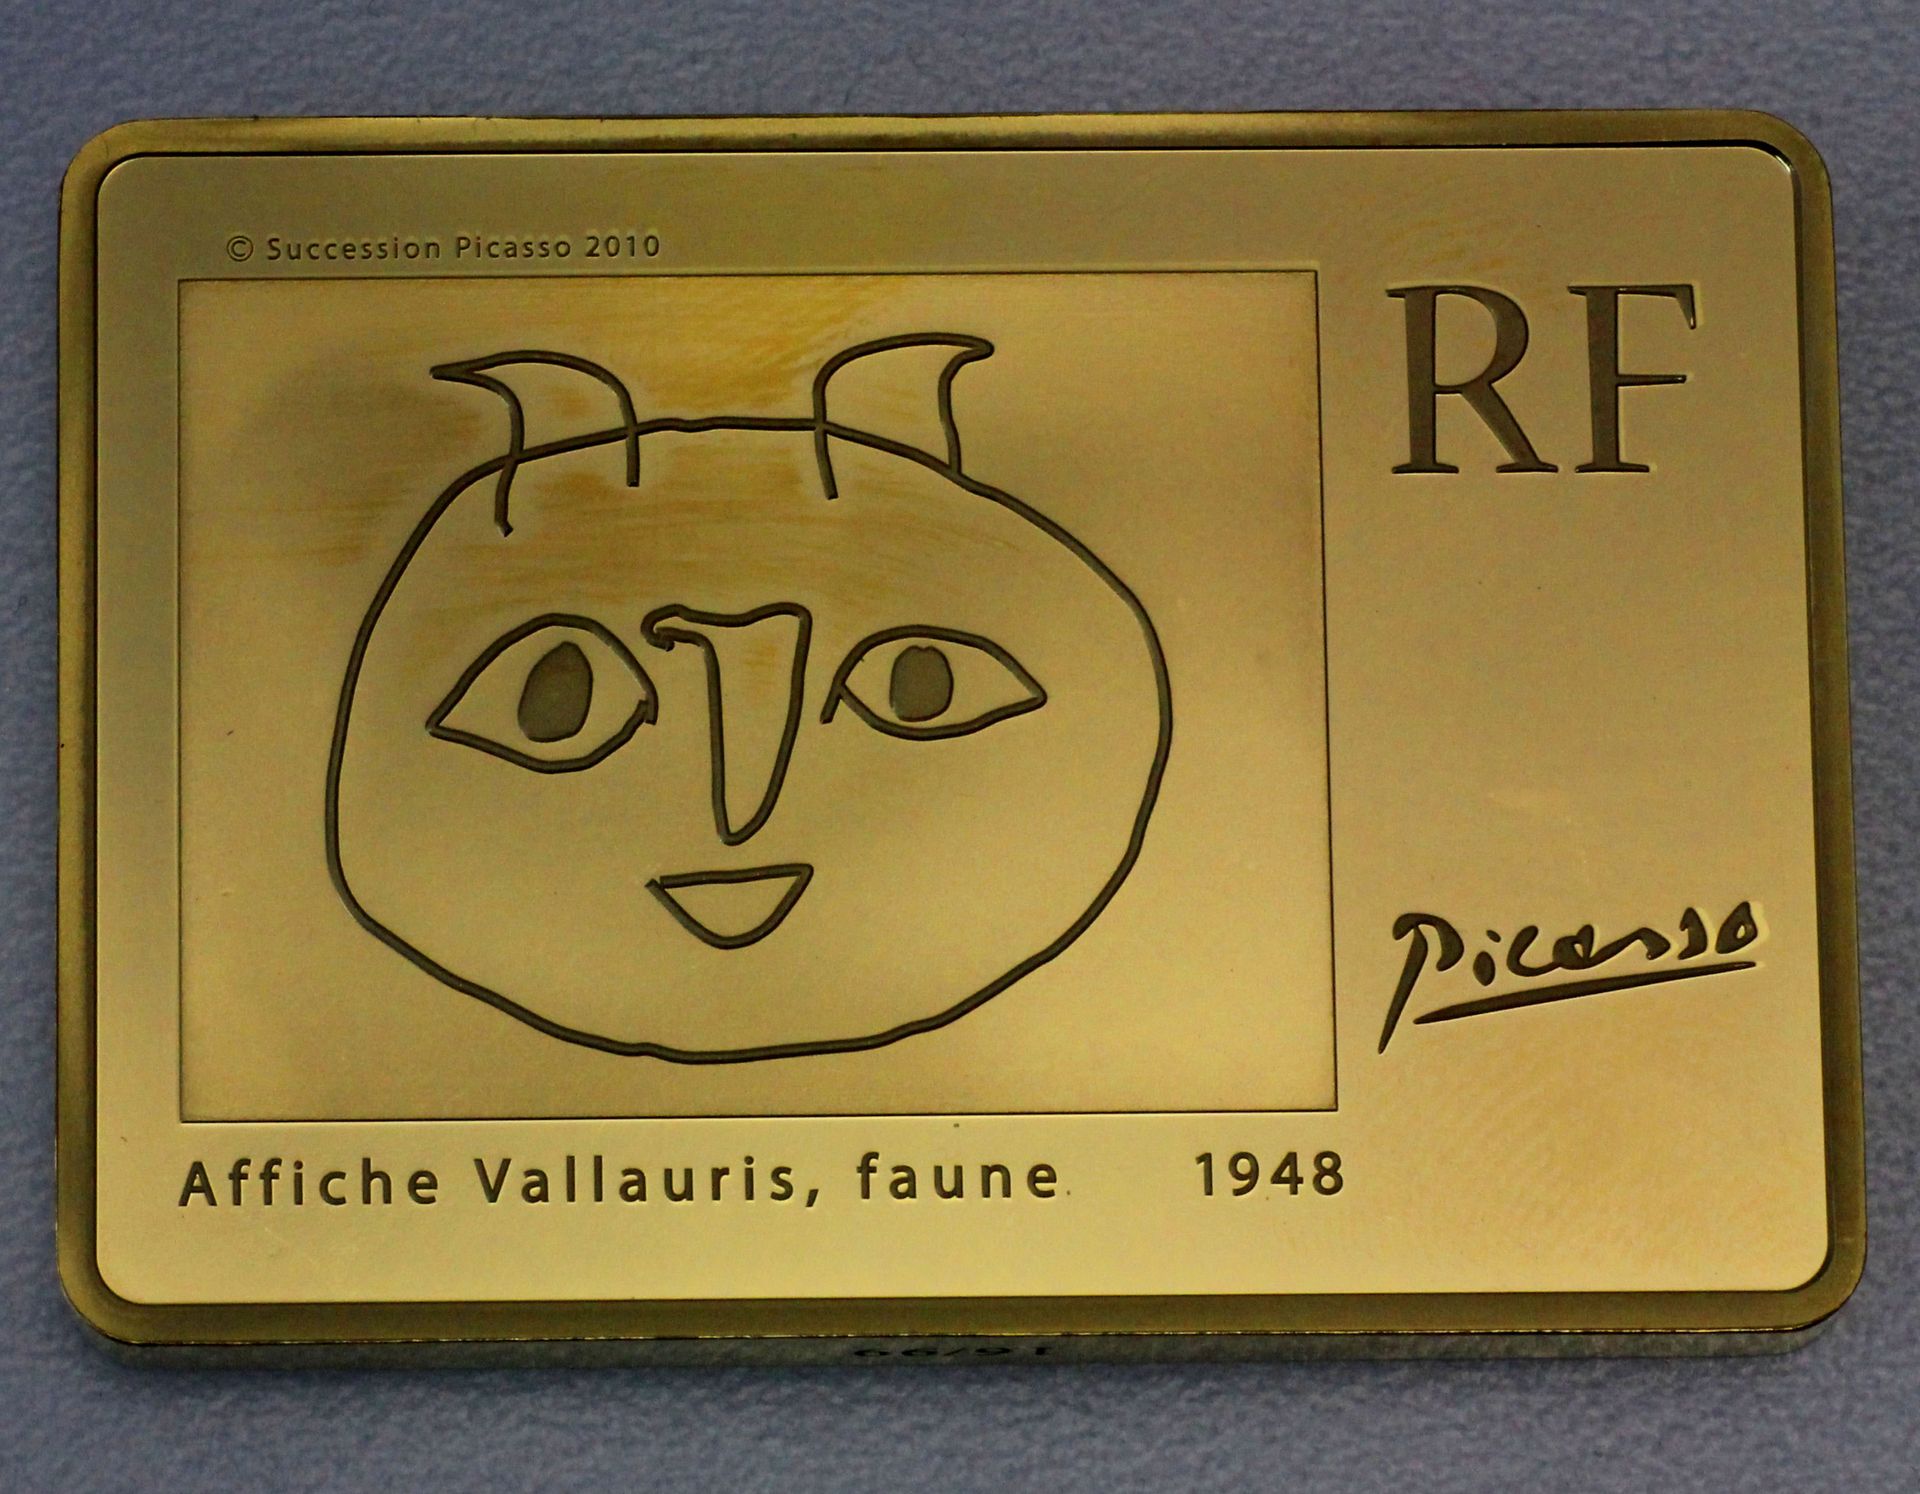 © Succession Picasso 2010
RF
Picasso
Affiche Vallauris, faune 1948